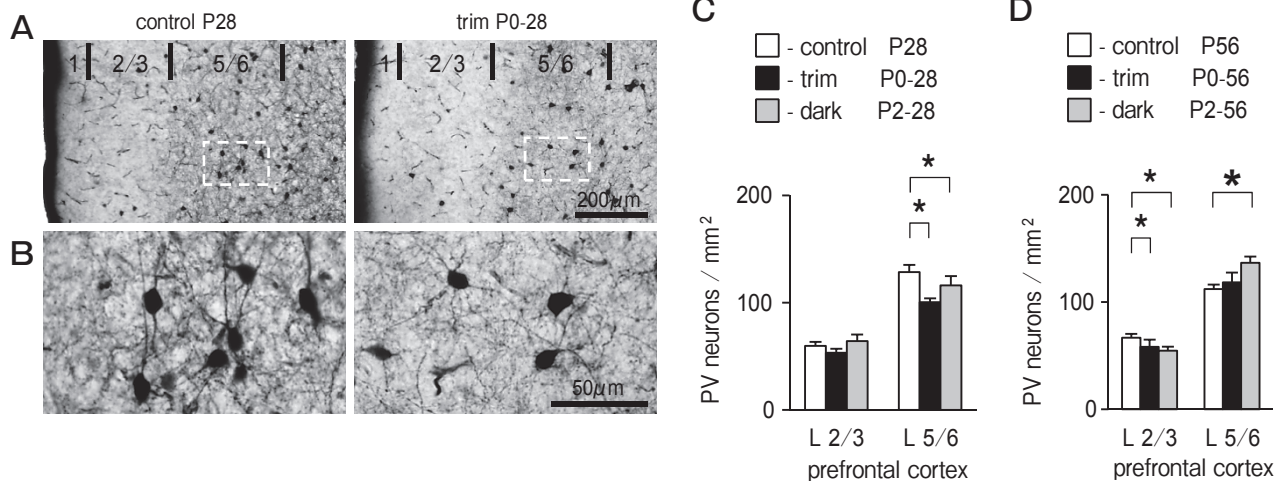 A
control P28
trim P0-28
1 2/3 5/6
1 2/3 5/6
200μm
B
50μm
C
- control P28
- trim P0-28
- dark P2-28
*
*
200
100
0
PV neurons / mm²
L 2/3 L 5/6
prefrontal cortex
D
- control P56
- trim P0-56
- dark P2-56
*
*
*
200
100
0
PV neurons / mm²
L 2/3 L 5/6
prefrontal cortex